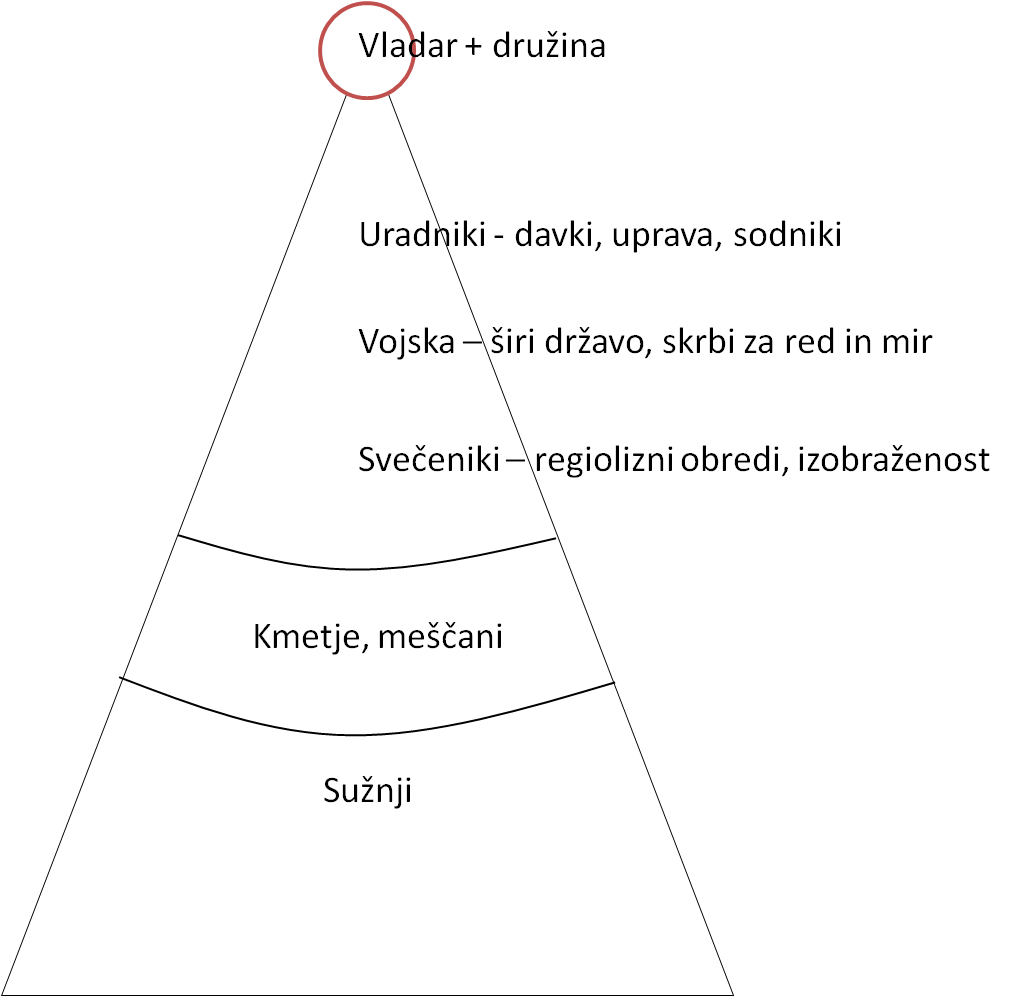 Vladar + družina
Uradniki - davki, uprava, sodniki
Vojska – širi državo, skrbi za red in mir
Svečeniki – regiolizni obredi, izobraženost
Kmetje, meščani
Sužnji